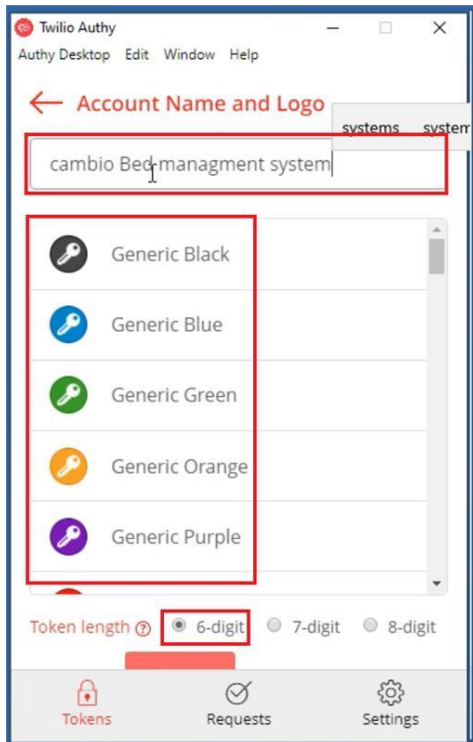 Twilio Authy
Authy Desktop Edit Window Help
Account Name and Logo
systems system
cambio Bed managment system
Generic Black
Generic Blue
Generic Green
Generic Orange
Generic Purple
Token length ? 6-digit 7-digit 8-digit
Tokens Requests Settings